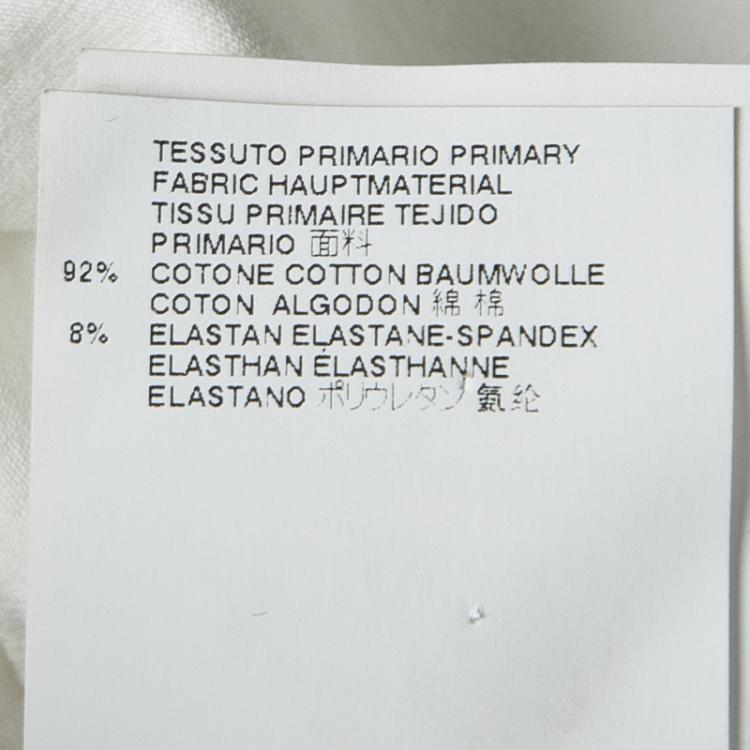 TESSUTO PRIMARIO PRIMARY
FABRIC HAUPTMATERIAL
TISSU PRIMAIRE TEJIDO
PRIMARIO 面料
92% COTONE COTTON BAUMWOLLE
COTON ALGODON 綿 棉
8% ELASTAN ELASTANE-SPANDEX
ELASTHAN ÉLASTHANNE
ELASTANO ポリウレタン 氨纶